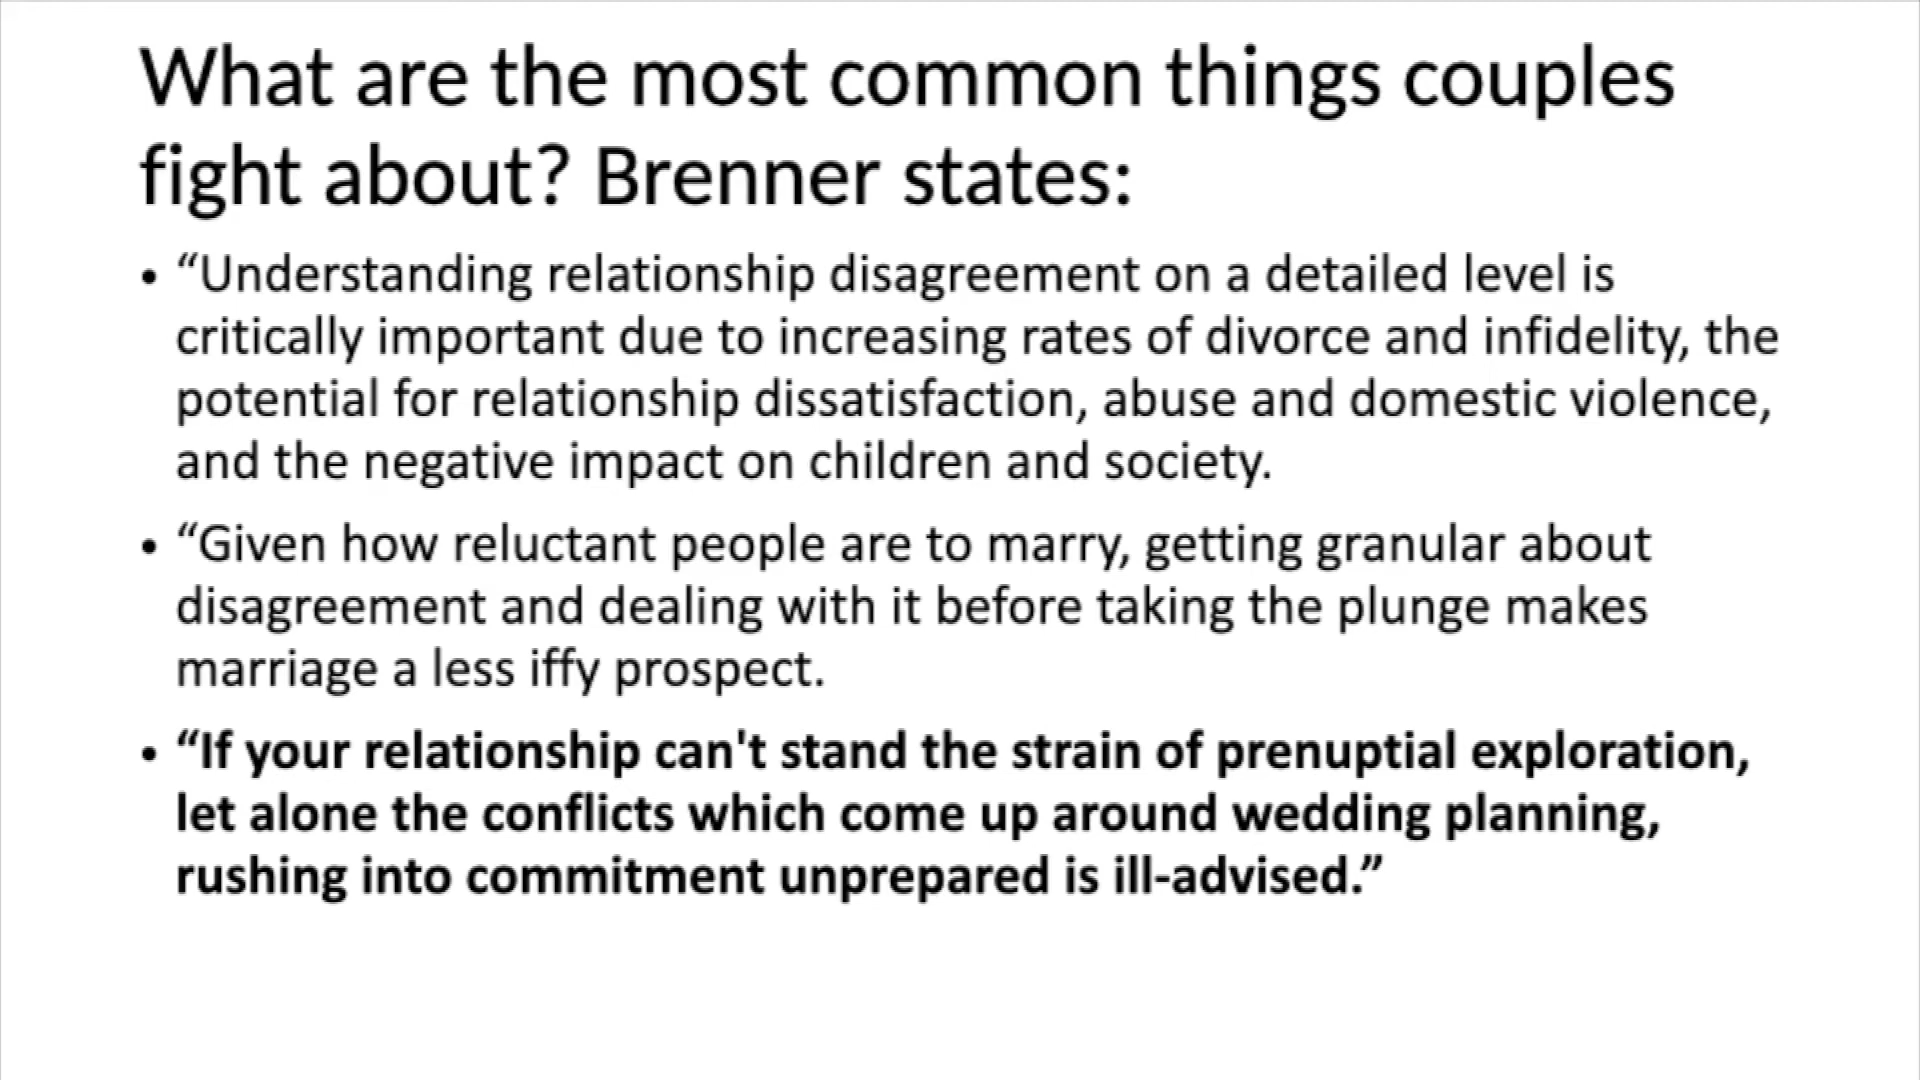 What are the most common things couples
fight about? Brenner states:
• “Understanding relationship disagreement on a detailed level is
critically important due to increasing rates of divorce and infidelity, the
potential for relationship dissatisfaction, abuse and domestic violence,
and the negative impact on children and society.
• “Given how reluctant people are to marry, getting granular about
disagreement and dealing with it before taking the plunge makes
marriage a less iffy prospect.
• “If your relationship can't stand the strain of prenuptial exploration,
let alone the conflicts which come up around wedding planning,
rushing into commitment unprepared is ill-advised.”